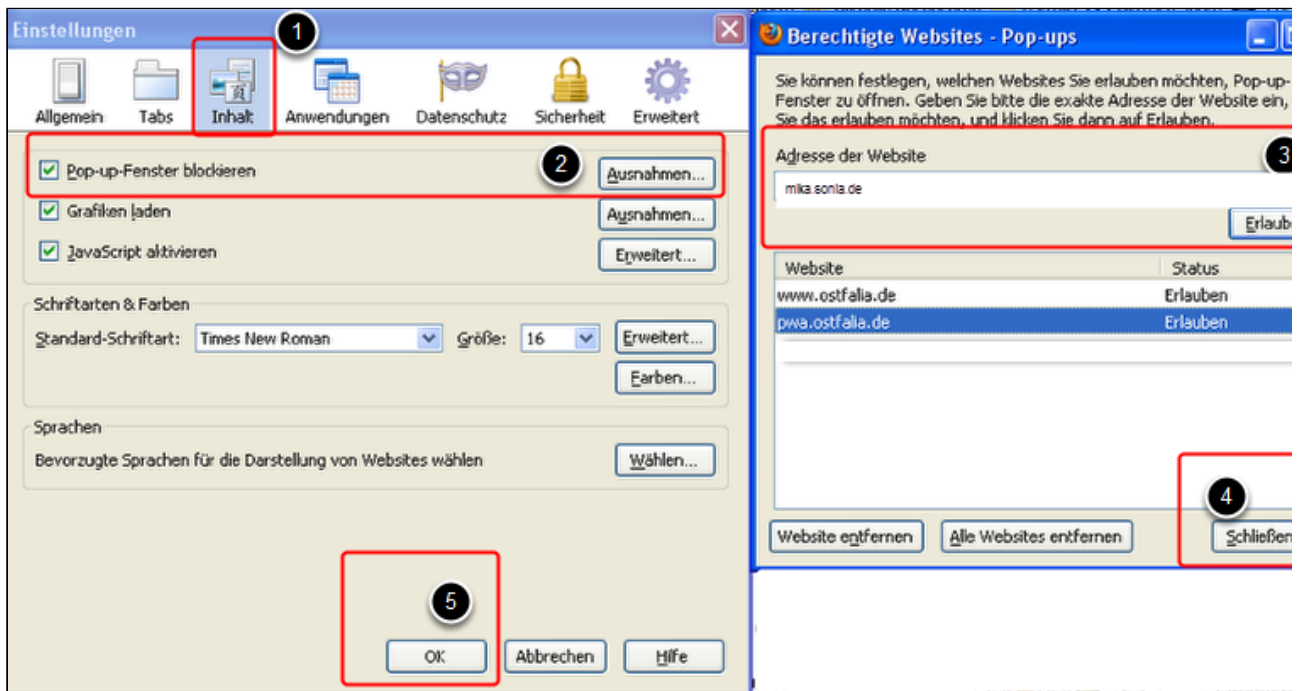 Einstellungen
1
Allgemein Tabs Inhalt Anwendungen Datenschutz Sicherheit Erweitert
Pop-up-Fenster blockieren
2
Ausnahmen...
Grafiken laden
Ausnahmen...
JavaScript aktivieren
Erweitert...
Schriftarten & Farben
Standard-Schriftart: Times New Roman Größe: 16 Erweitert...
Farben...
Sprachen
Bevorzugte Sprachen für die Darstellung von Websites wählen Wählen...
5
OK Abbrechen Hilfe
Berechtigte Websites - Pop-ups
Sie können festlegen, welchen Websites Sie erlauben möchten, Pop-up-
Fenster zu öffnen. Geben Sie bitte die exakte Adresse der Website ein,
Sie das erlauben möchten, und klicken Sie dann auf Erlauben.
Adresse der Website
3
mika.sonia.de
Erlaub
Website Status
www.ostfalia.de Erlauben
pwa.ostfalia.de Erlauben
4
Website entfernen Alle Websites entfernen Schließen